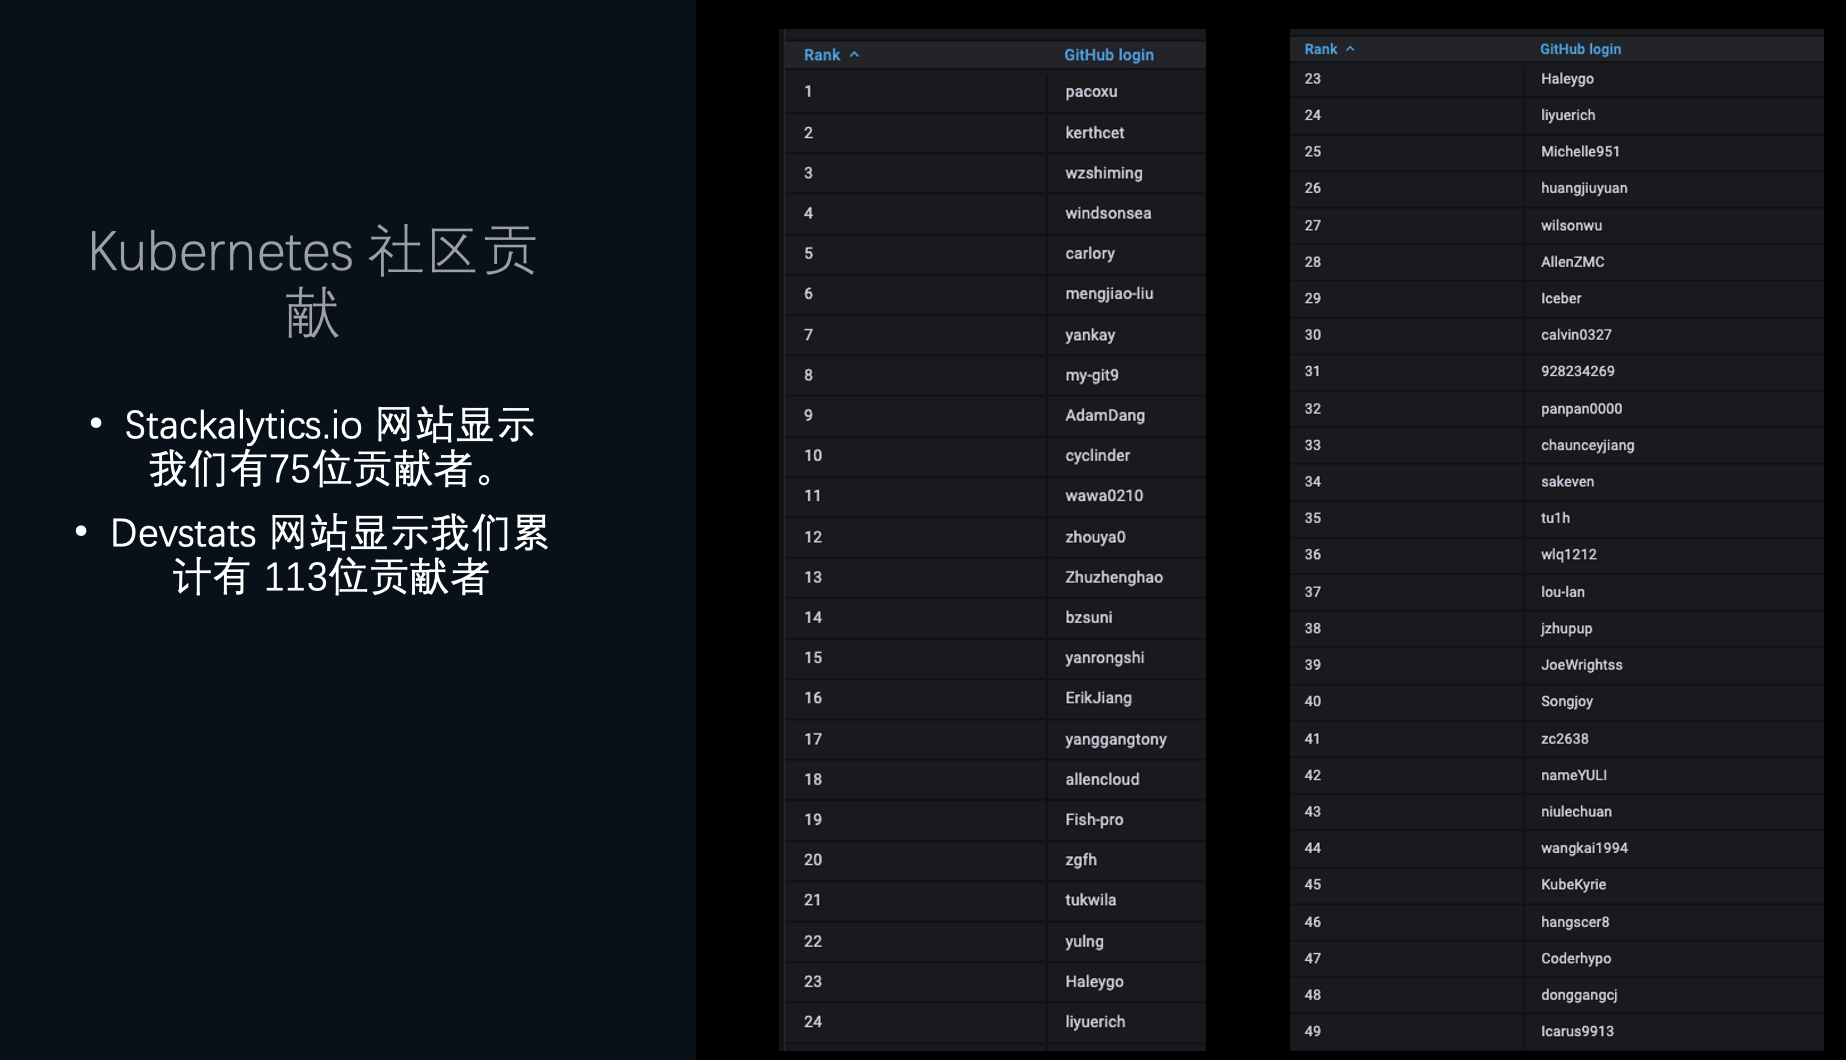 Kubernetes 社区贡
献
• Stackalytics.io 网站显示
我们有75位贡献者。
• Devstats 网站显示我们累
计有 113位贡献者
Rank GitHub login
1 pacoxu
2 kerthcet
3 wzshiming
4 windsonsea
5 carlory
6 mengjiao-liu
7 yankay
8 my-git9
9 AdamDang
10 cyclinder
11 wawa0210
12 zhouya0
13 Zhuzhenghao
14 bzsuni
15 yanrongshi
16 ErikJiang
17 yanggangtony
18 allencloud
19 Fish-pro
20 zgfh
21 tukwila
22 yulng
23 Haleygo
24 liyuerich
Rank GitHub login
23 Haleygo
24 liyuerich
25 Michelle951
26 huangjiuyuan
27 wilsonwu
28 AllenZMC
29 Iceber
30 calvin0327
31 928234269
32 panpan0000
33 chaunceyjiang
34 sakeven
35 tu1h
36 wlq1212
37 lou-lan
38 jzhupup
39 JoeWrightss
40 Songjoy
41 zc2638
42 nameYULI
43 niulechuan
44 wangkai1994
45 KubeKyrie
46 hangscer8
47 Coderhypo
48 donggangcj
49 Icarus9913